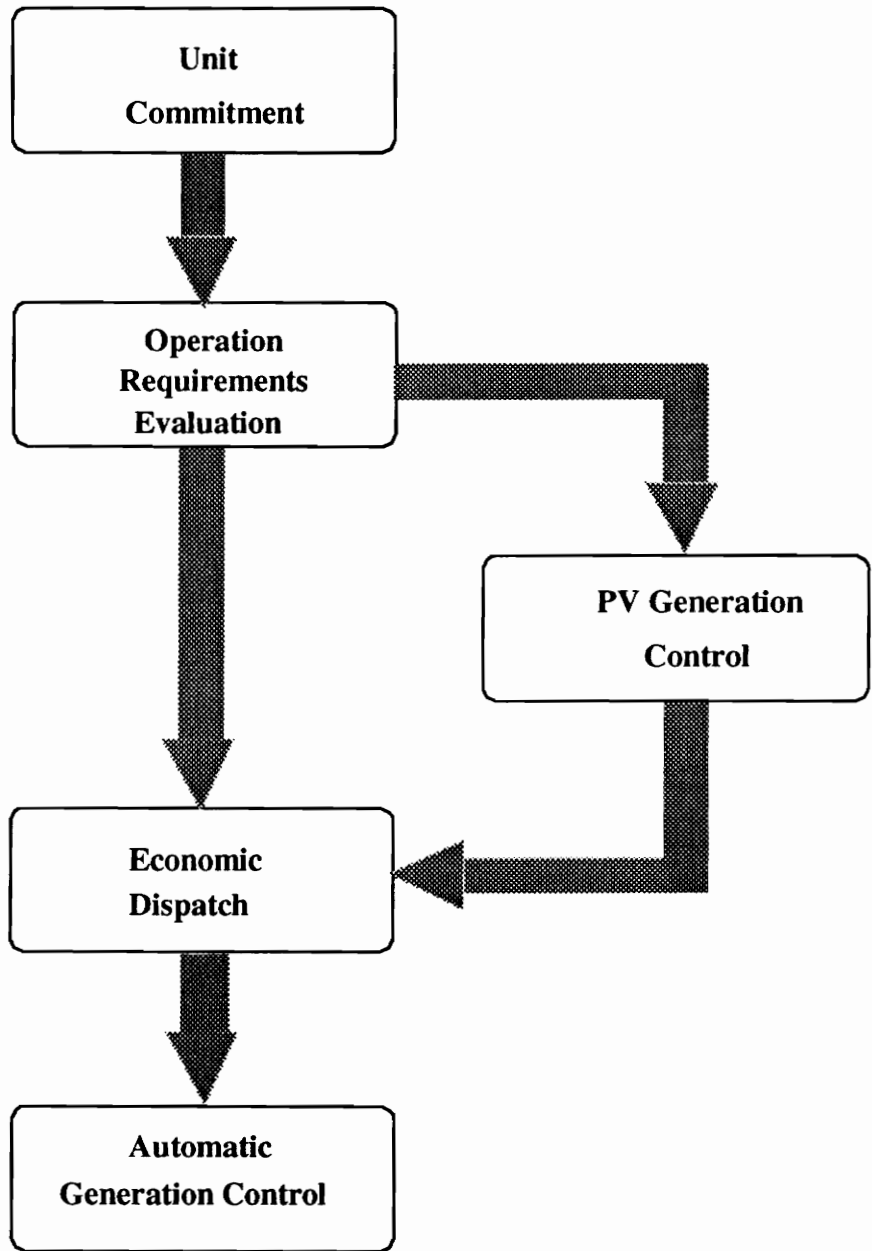 Unit
Commitment
Operation
Requirements
Evaluation
PV Generation
Control
Economic
Dispatch
Automatic
Generation Control